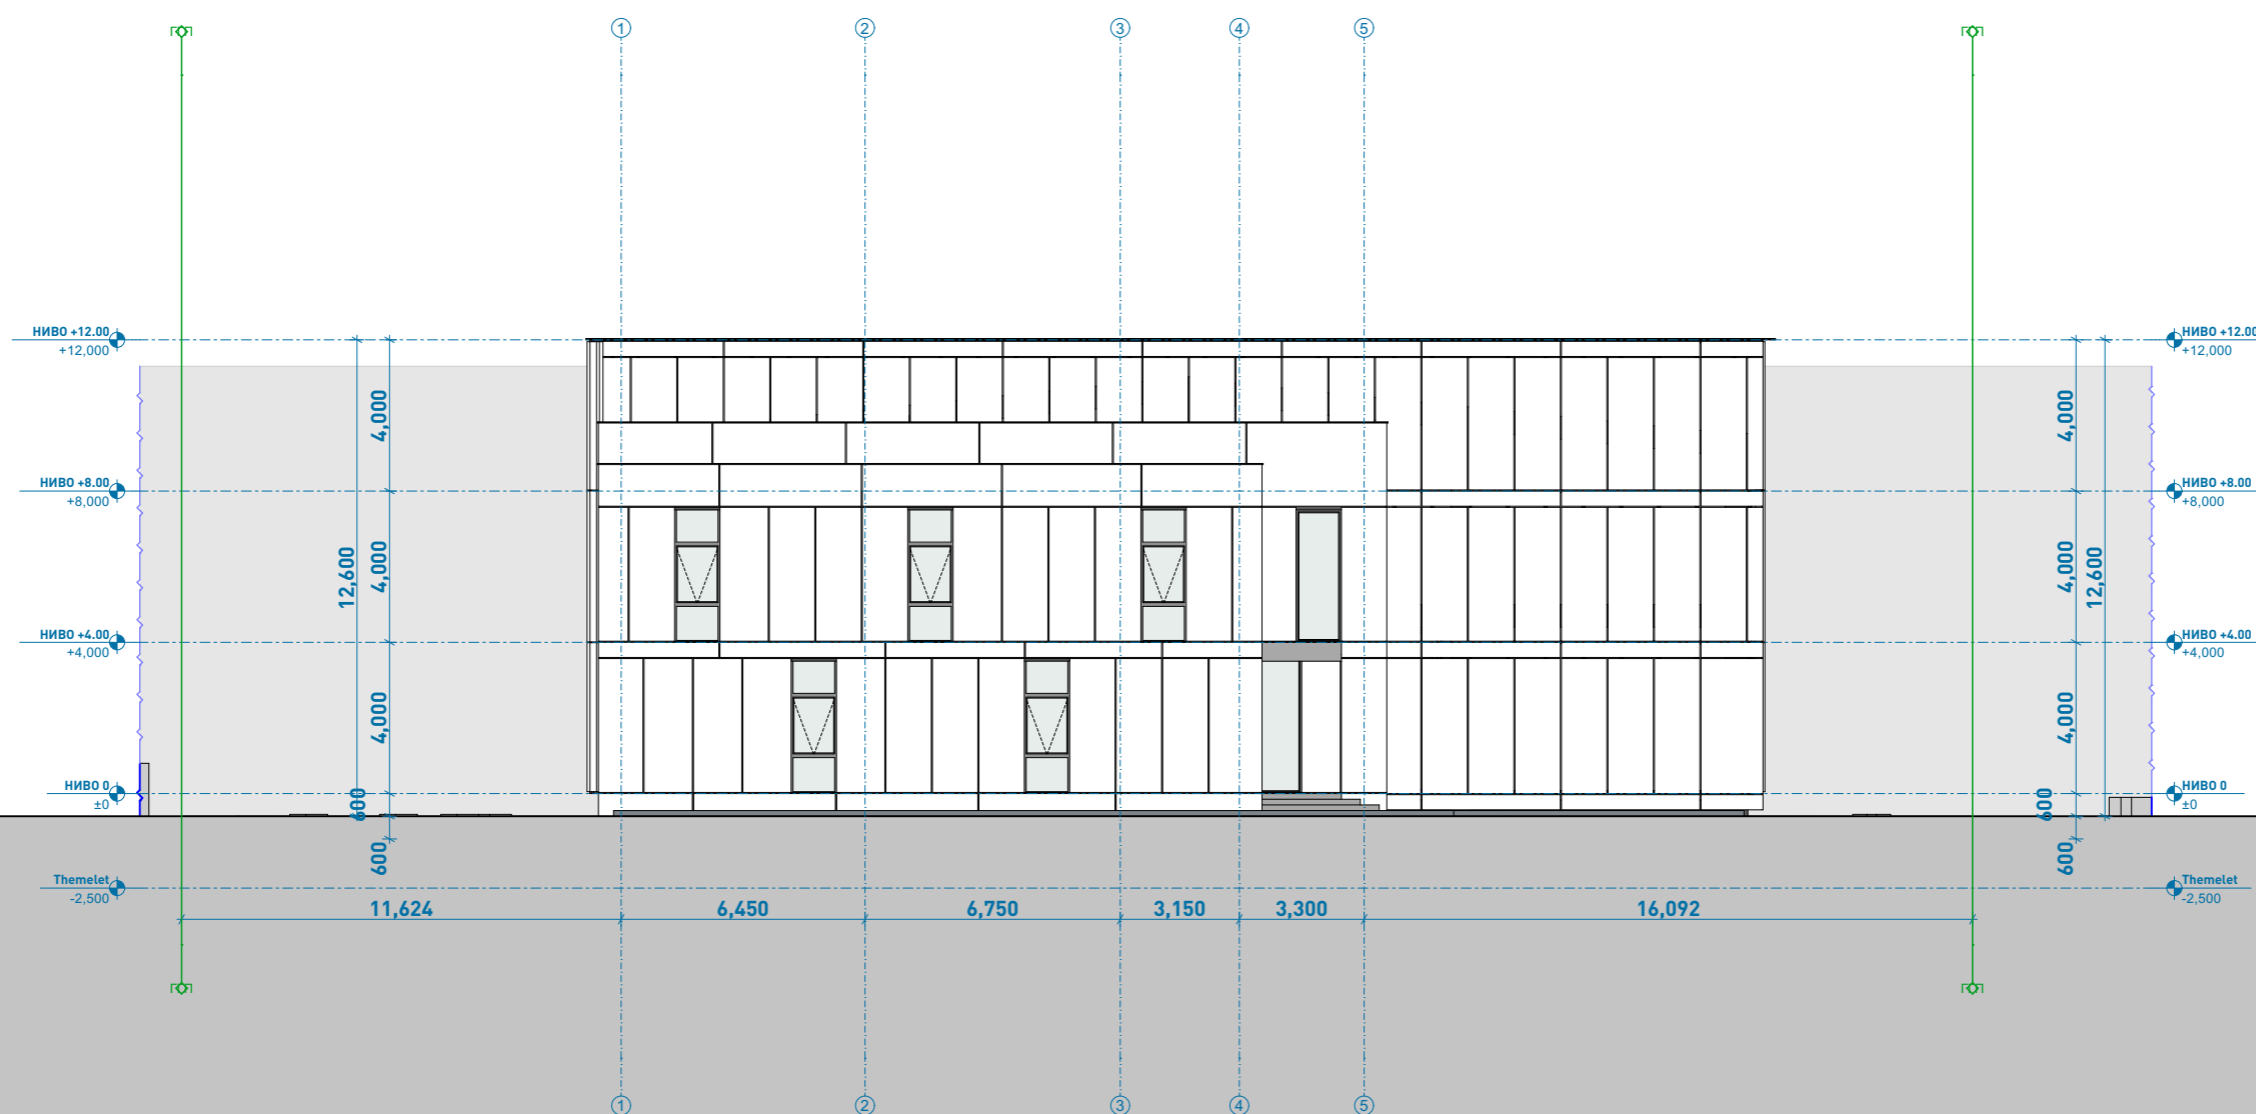 1 2 3 4 5
НИВО +12.00
+12,000
НИВО +12.00
+12,000
4,000
4,000
НИВО +8.00
+8,000
НИВО +8.00
+8,000
12,600
4,000
4,000
12,600
НИВО +4.00
+4,000
НИВО +4.00
+4,000
4,000
4,000
НИВО 0
±0
НИВО 0
±0
600
600
600
600
Themelet
-2,500
Themelet
-2,500
11,624 6,450 6,750 3,150 3,300 16,092
1 2 3 4 5